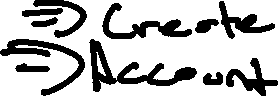 => Create
=> Account